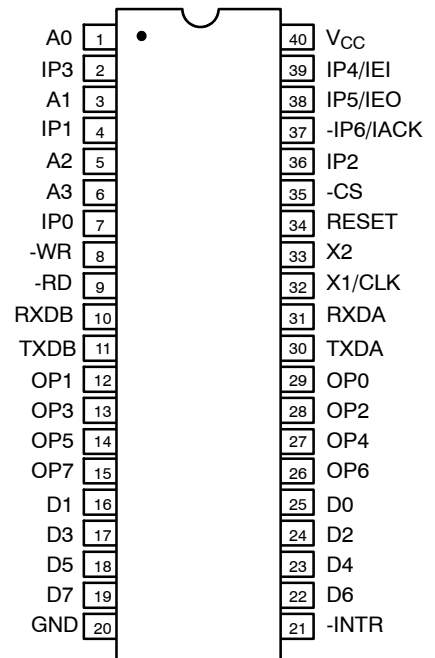 A0 1 40 VCC
IP3 2 39 IP4/IEI
A1 3 38 IP5/IEO
IP1 4 37 -IP6/IACK
A2 5 36 IP2
A3 6 35 -CS
IP0 7 34 RESET
-WR 8 33 X2
-RD 9 32 X1/CLK
RXDB 10 31 RXDA
TXDB 11 30 TXDA
OP1 12 29 OP0
OP3 13 28 OP2
OP5 14 27 OP4
OP7 15 26 OP6
D1 16 25 D0
D3 17 24 D2
D5 18 23 D4
D7 19 22 D6
GND 20 21 -INTR